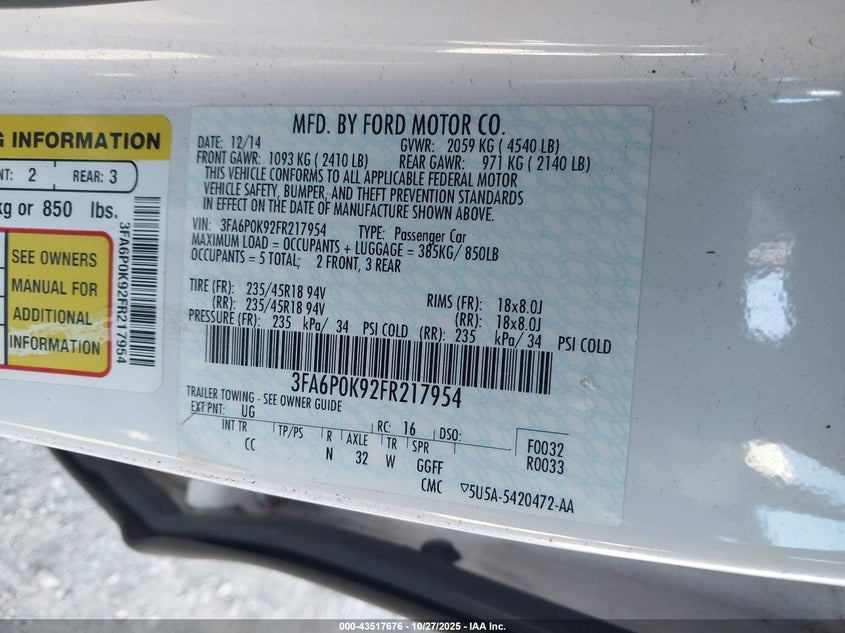 G INFORMATION
NT: 2 REAR: 3
kg or 850 lbs.
SEE OWNERS
MANUAL FOR
ADDITIONAL
INFORMATION
3FA6P0K92FR217954
MFD. BY FORD MOTOR CO.
DATE: 12/14 GVWR: 2059 KG ( 4540 LB)
FRONT GAWR: 1093 KG ( 2410 LB) REAR GAWR: 971 KG ( 2140 LB)
THIS VEHICLE CONFORMS TO ALL APPLICABLE FEDERAL MOTOR
VEHICLE SAFETY, BUMPER, AND THEFT PREVENTION STANDARDS
IN EFFECT ON THE DATE OF MANUFACTURE SHOWN ABOVE.
VIN: 3FA6P0K92FR217954 TYPE: Passenger Car
MAXIMUM LOAD = OCCUPANTS + LUGGAGE = 385KG/ 850LB
OCCUPANTS = 5 TOTAL; 2 FRONT, 3 REAR
TIRE (FR): 235/45R18 94V RIMS (FR): 18x8.0J
(RR): 235/45R18 94V (RR): 18x8.0J
PRESSURE (FR): 235 kPa/ 34 PSI COLD (RR): 235 kPa/ 34 PSI COLD
3FA6P0K92FR217954
TRAILER TOWING - SEE OWNER GUIDE
EXT PNT: UG RC: 16 DSO:
INT TR TP/PS R AXLE TR SPR F0032
CC N 32 W GGFF R0033
CMC ▽5U5A-5420472-AA
000-43517676 - 10/27/2025 - IAA Inc.